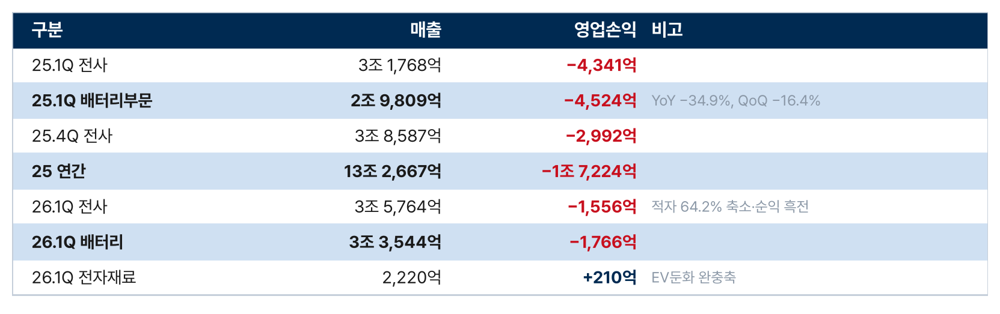 구분 매출 영업손익 비고
25.1Q 전사 3조 1,768억 −4,341억
25.1Q 배터리부문 2조 9,809억 −4,524억 YoY −34.9%, QoQ −16.4%
25.4Q 전사 3조 8,587억 −2,992억
25 연간 13조 2,667억 −1조 7,224억
26.1Q 전사 3조 5,764억 −1,556억 적자 64.2% 축소·순익 흑전
26.1Q 배터리 3조 3,544억 −1,766억
26.1Q 전자재료 2,220억 +210억 EV둔화 완충축